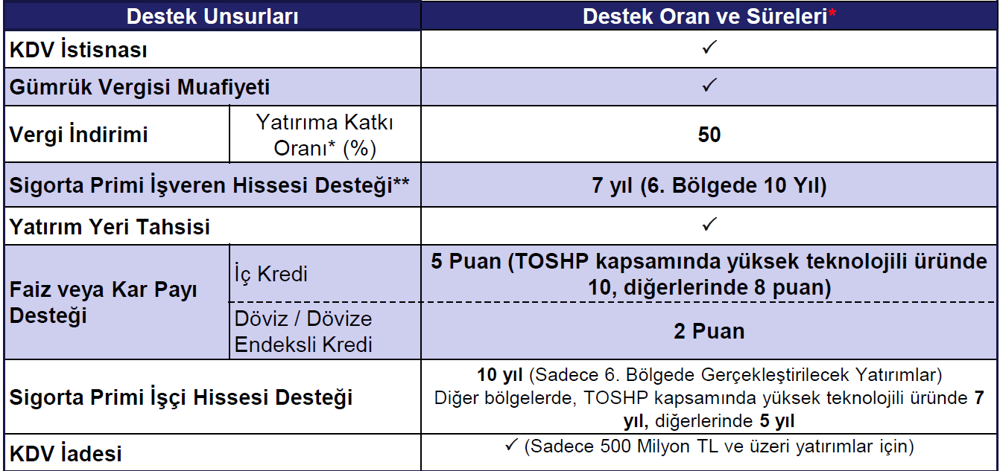 Destek Unsurları
Destek Oran ve Süreleri*
KDV İstisnası
✓
Gümrük Vergisi Muafiyeti
✓
Vergi İndirimi
Yatırıma Katkı
Oranı* (%)
50
Sigorta Primi İşveren Hissesi Desteği**
7 yıl (6. Bölgede 10 Yıl)
Yatırım Yeri Tahsisi
✓
Faiz veya Kar Payı
Desteği
İç Kredi
5 Puan (TOSHP kapsamında yüksek teknolojili üründe
10, diğerlerinde 8 puan)
Döviz / Dövize
Endeksli Kredi
2 Puan
Sigorta Primi İşçi Hissesi Desteği
10 yıl (Sadece 6. Bölgede Gerçekleştirilecek Yatırımlar)
Diğer bölgelerde, TOSHP kapsamında yüksek teknolojili üründe 7
yıl, diğerlerinde 5 yıl
KDV İadesi
✓ (Sadece 500 Milyon TL ve üzeri yatırımlar için)